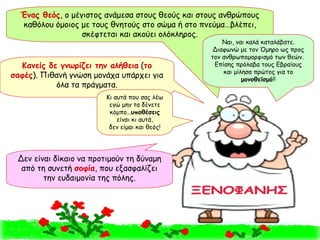 Ένας θεός, ο μέγιστος ανάμεσα στους θεούς και στους ανθρώπους
καθόλου όμοιος με τους θνητούς στο σώμα ή στο πνεύμα...βλέπει,
σκέφτεται και ακούει ολόκληρος.
Ναι, ναι καλά καταλάβατε.
Διαφωνώ με τον Όμηρο ως προς
τον ανθρωπομορφισμό των θεών.
Επίσης πρόλαβα τους Εβραίους
και μίλησα πρώτος για το
μονοθεϊσμό!!
Κανείς δε γνωρίζει την αλήθεια (το
σαφές). Πιθανή γνώση μονάχα υπάρχει για
όλα τα πράγματα.
Κι αυτά που σας λέω
εγώ μην τα δένετε
κόμπο...υποθέσεις
είναι κι αυτά,
δεν είμαι και θεός!
Δεν είναι δίκαιο να προτιμούν τη δύναμη
από τη συνετή σοφία, που εξασφαλίζει
την ευδαιμονία της πόλης.
ΞΕΝΟΦΑΝΗΣ